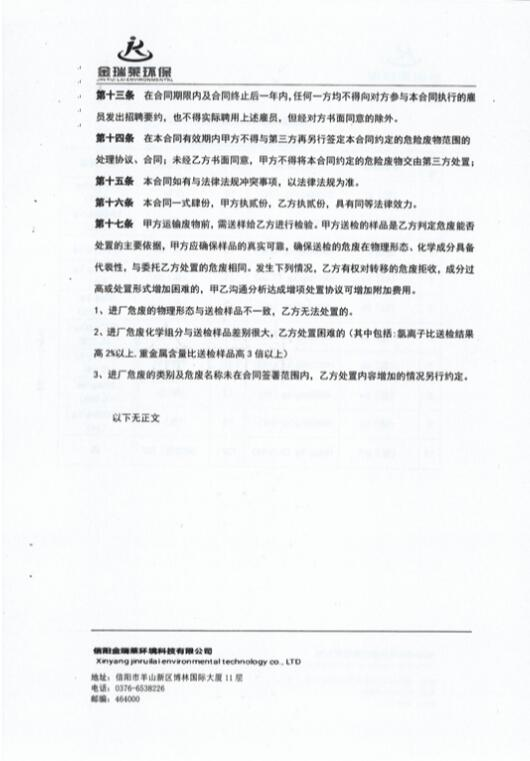 金瑞莱环保
JINRUILAI ENVIRONMENTAL
第十三条 在合同期限内及合同终止后一年内,任何一方均不得向对方参与本合同执行的雇
员发出招聘要约，也不得实际聘用上述雇员，但经对方书面同意的除外。
第十四条 在本合同有效期内甲方不得与第三方再另行签定本合同约定的危险废物范围的
处理协议、合同；未经乙方书面同意，甲方不得将本合同约定的危险废物交由第三方处置；
第十五条 本合同如有与法律法规冲突事项，以法律法规为准。
第十六条 本合同一式肆份，甲方执贰份，乙方执贰份，具有同等法律效力。
第十七条 甲方运输废物前，需送样给乙方进行检验。甲方送检的样品是乙方判定危废能否
处置的主要依据，甲方应确保样品的真实可靠，确保送检的危废在物理形态、化学成分具备
代表性，与委托乙方处置的危废相同。发生下列情况，乙方有权对转移的危废拒收，成分过
高或处置形式增加困难的，甲乙沟通分析达成增项处置协议可增加附加费用。
1、进厂危废的物理形态与送检样品不一致，乙方无法处置的。
2、进厂危废化学组分与送检样品差别很大，乙方处置困难的（其中包括:氯离子比送检结果
高2%以上,重金属含量比送检样品高3倍以上）
3、进厂危废的类别及危废名称未在合同签署范围内，乙方处置内容增加的情况另行约定。
以下无正文
信阳金瑞莱环境科技有限公司
Xinyang jinruilai environmental technology co., LTD
地址：信阳市羊山新区博林国际大厦11层
电话：0376-6538226
邮编：464000